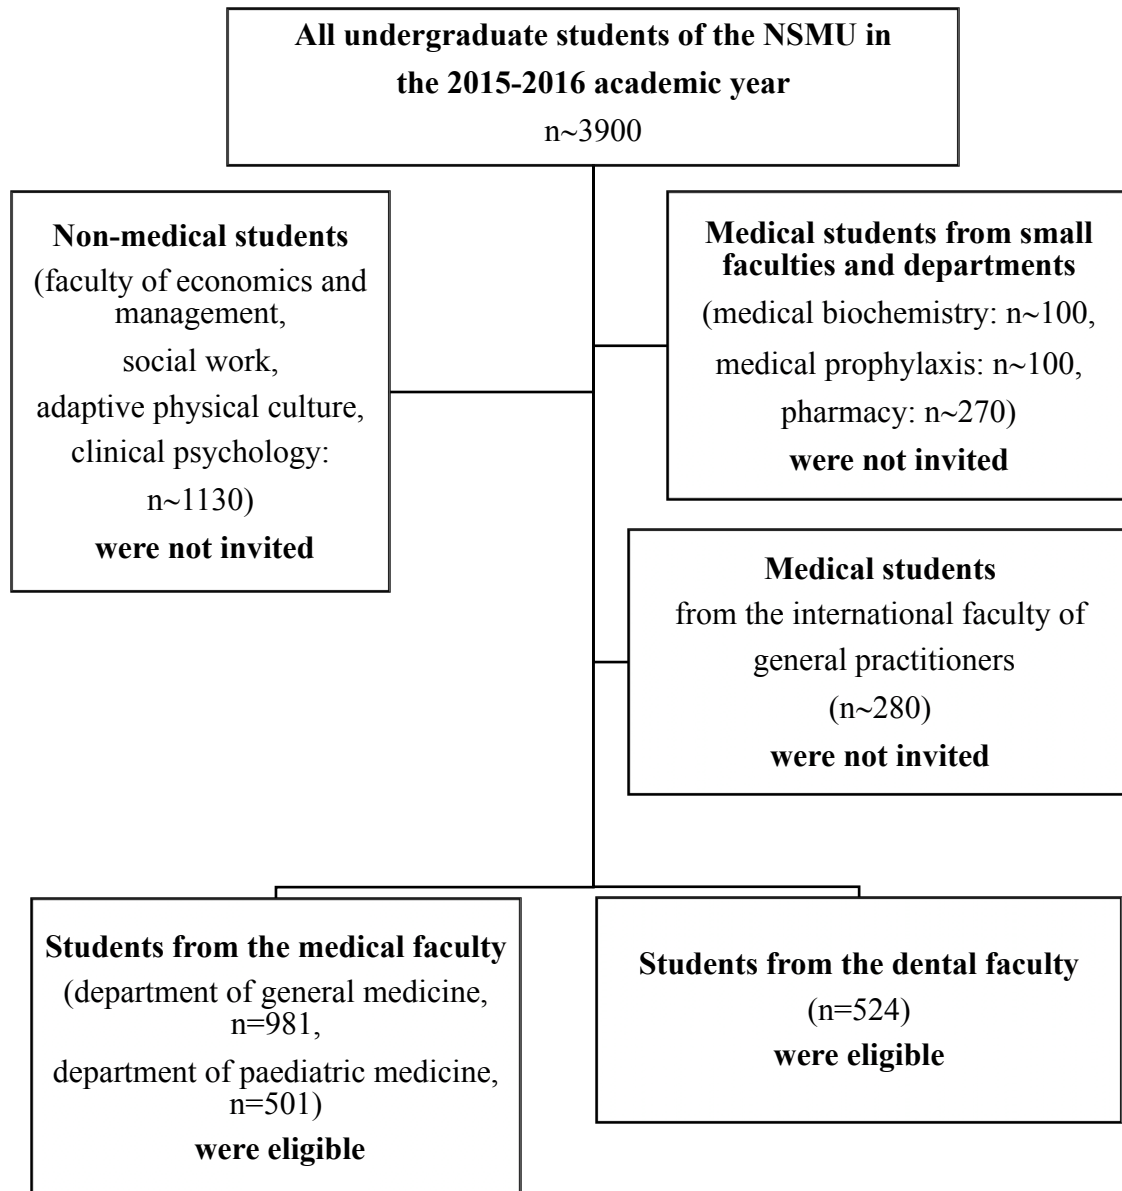 All undergraduate students of the NSMU in
the 2015-2016 academic year
n~3900
Non-medical students
(faculty of economics and
management,
social work,
adaptive physical culture,
clinical psychology:
n~1130)
were not invited
Medical students from small
faculties and departments
(medical biochemistry: n~100,
medical prophylaxis: n~100,
pharmacy: n~270)
were not invited
Medical students
from the international faculty of
general practitioners
(n~280)
were not invited
Students from the medical faculty
(department of general medicine,
n=981,
department of paediatric medicine,
n=501)
were eligible
Students from the dental faculty
(n=524)
were eligible